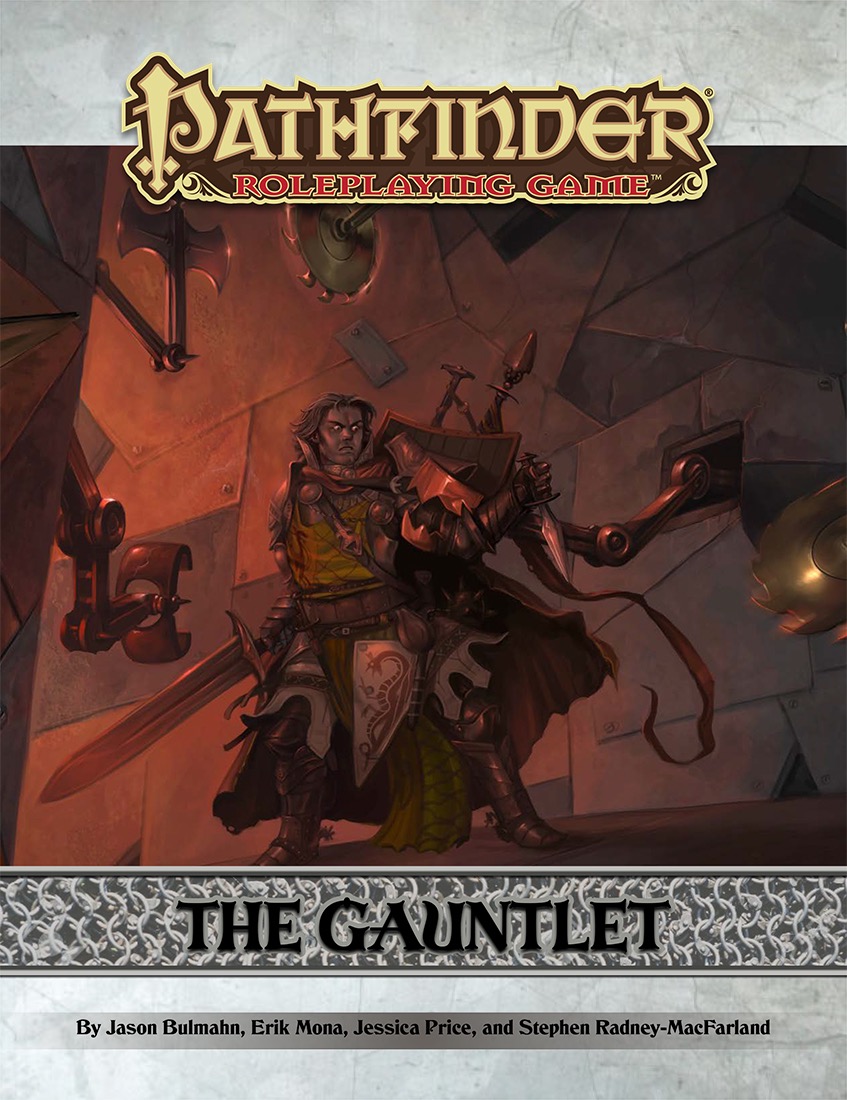 PATHFINDER®
ROLEPLAYING GAME™
THE GAUNTLET
By Jason Bulmahn, Erik Mona, Jessica Price, and Stephen Radney-MacFarland